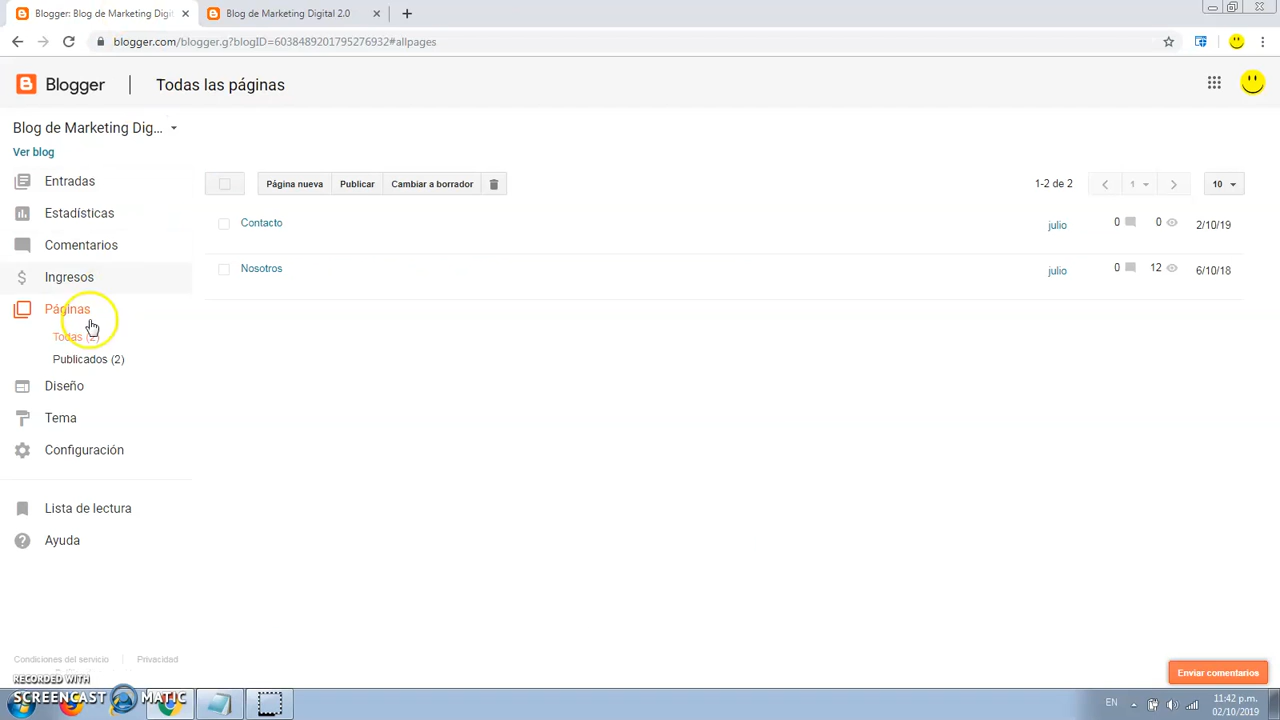 Blogger: Blog de Marketing Digit
Blog de Marketing Digital 2.0
blogger.com/blogger.g?blogID=6038489201795276932#allpages
Blogger
Todas las páginas
Blog de Marketing Dig...
Ver blog
Entradas
Estadísticas
Comentarios
Ingresos
Páginas
Todas (2)
Publicados (2)
Diseño
Tema
Configuración
Lista de lectura
Ayuda
Página nueva
Publicar
Cambiar a borrador
1-2 de 2
1
10
Contacto
julio
0
0
2/10/19
Nosotros
julio
0
12
6/10/18
Condiciones del servicio
Privacidad
Enviar comentarios
RECORDED WITH
SCREENCAST MATIC
EN
11:42 p.m.
02/10/2019